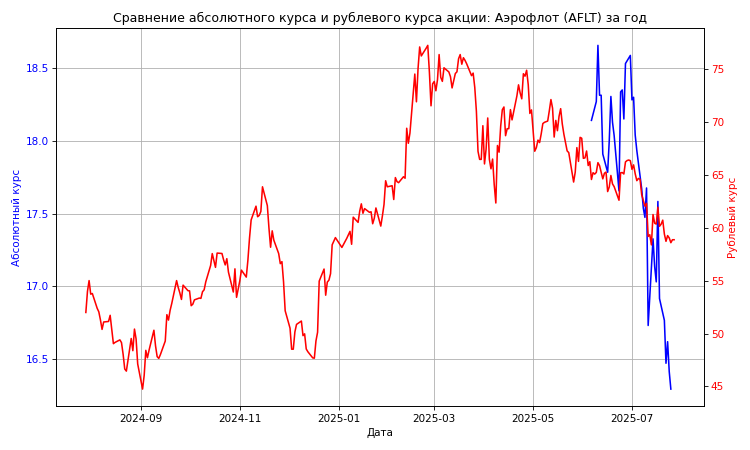 Сравнение абсолютного курса и рублевого курса акции: Аэрофлот (AFLT) за год
Абсолютный курс
18.5
18.0
17.5
17.0
16.5
75
70
65
60
55
50
45
Рублевый курс
2024-09 2024-11 2025-01 2025-03 2025-05 2025-07
Дата